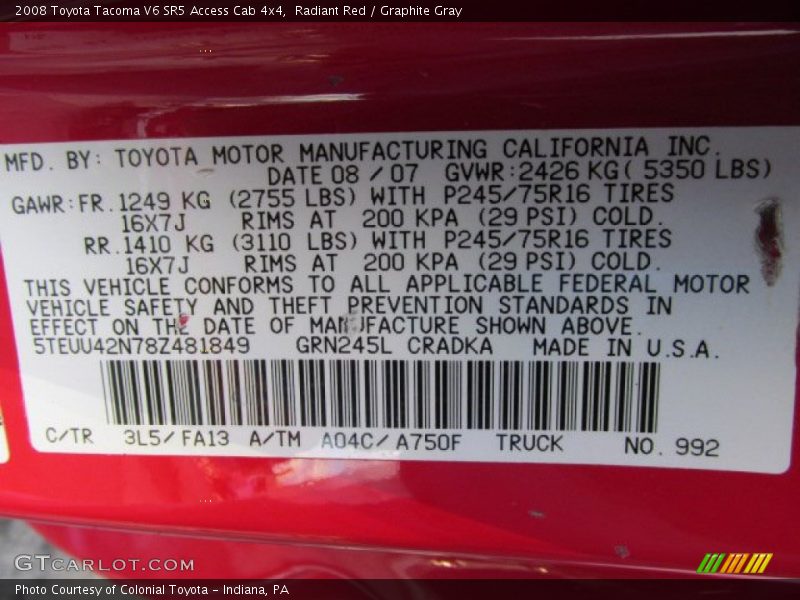 2008 Toyota Tacoma V6 SR5 Access Cab 4x4,  Radiant Red / Graphite Gray
MFD. BY: TOYOTA MOTOR MANUFACTURING CALIFORNIA INC.
DATE 08 / 07 GVWR:2426 KG( 5350 LBS)
GAWR:FR.1249 KG (2755 LBS) WITH P245/75R16 TIRES
16X7J RIMS AT 200 KPA (29 PSI) COLD.
RR.1410 KG (3110 LBS) WITH P245/75R16 TIRES
16X7J RIMS AT 200 KPA (29 PSI) COLD.
THIS VEHICLE CONFORMS TO ALL APPLICABLE FEDERAL MOTOR
VEHICLE SAFETY AND THEFT PREVENTION STANDARDS IN
EFFECT ON THE DATE OF MANUFACTURE SHOWN ABOVE.
5TEUU42N78Z481849 GRN245L CRADKA MADE IN U.S.A.
C/TR 3L5/FA13 A/TM A04C/A750F TRUCK NO. 992
GTCARLOT.COM
Photo Courtesy of Colonial Toyota - Indiana, PA